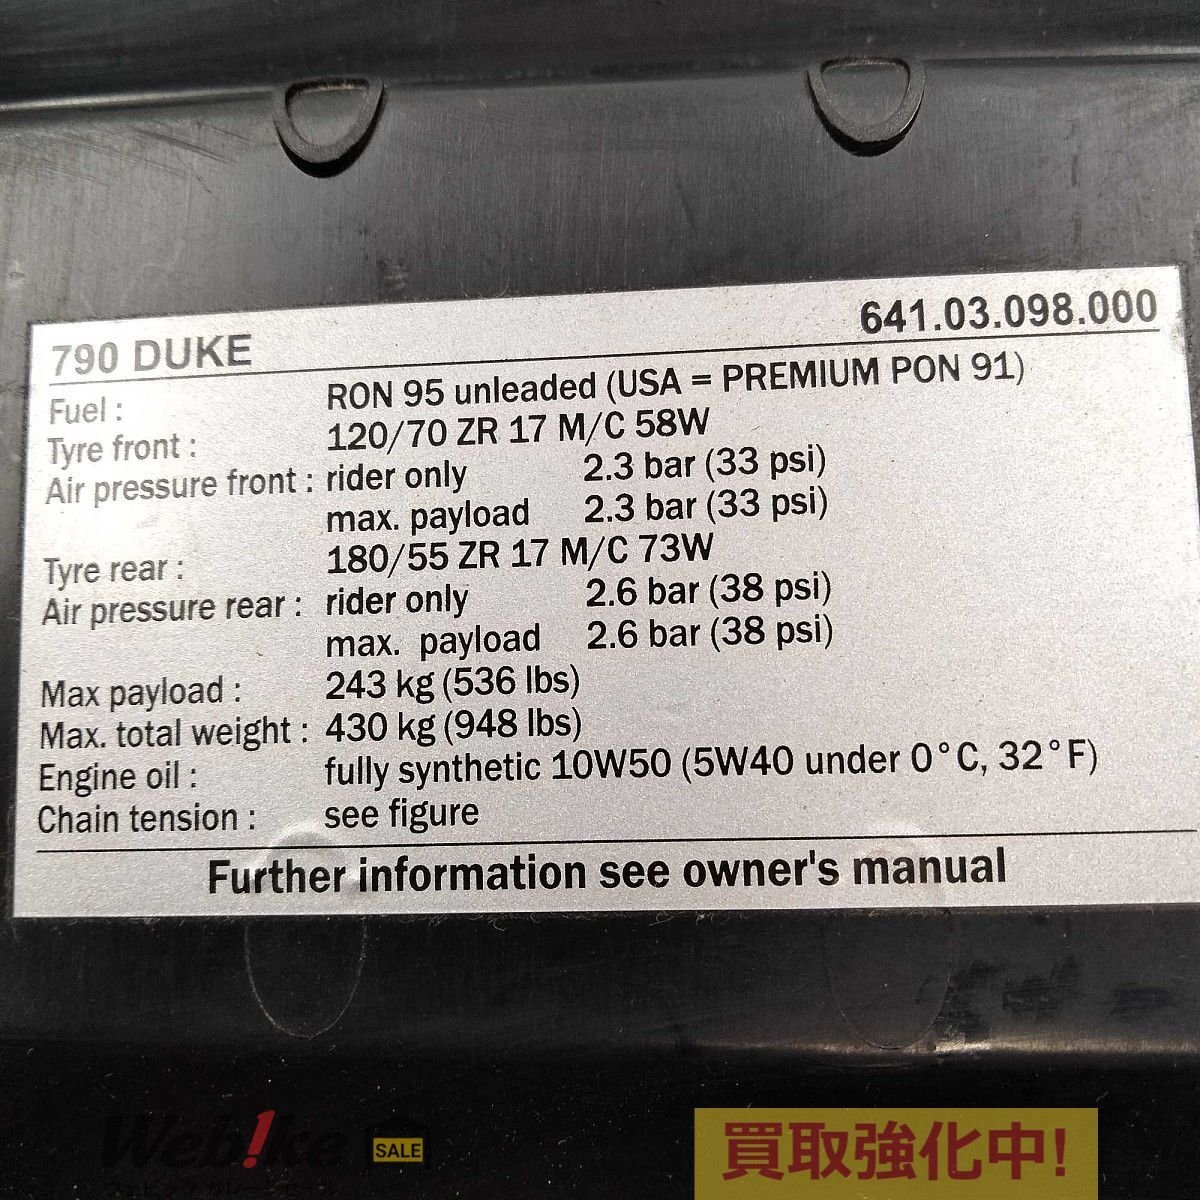 790 DUKE 641.03.098.000
Fuel : RON 95 unleaded (USA = PREMIUM PON 91)
Tyre front : 120/70 ZR 17 M/C 58W
Air pressure front : rider only 2.3 bar (33 psi)
max. payload 2.3 bar (33 psi)
Tyre rear : 180/55 ZR 17 M/C 73W
Air pressure rear : rider only 2.6 bar (38 psi)
max. payload 2.6 bar (38 psi)
Max payload : 243 kg (536 lbs)
Max. total weight : 430 kg (948 lbs)
Engine oil : fully synthetic 10W50 (5W40 under 0°C, 32°F)
Chain tension : see figure
Further information see owner's manual
Web!ke SALE
買取強化中!